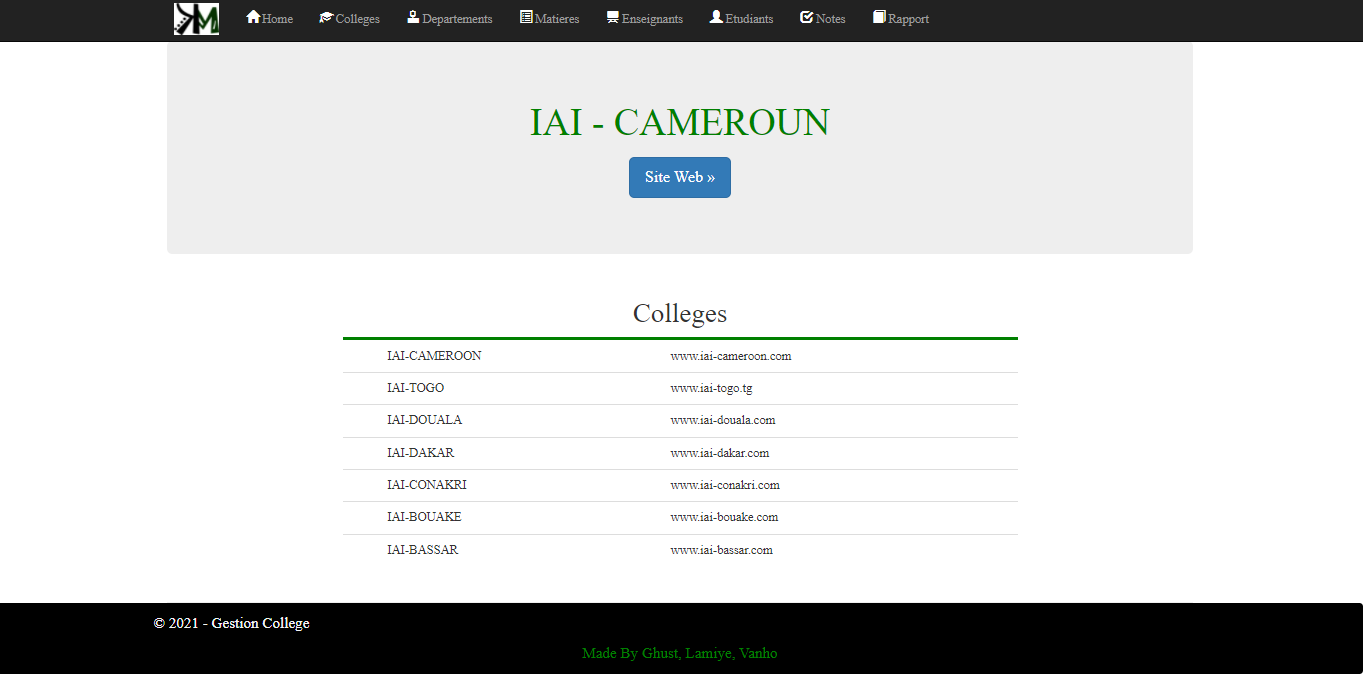 KM Home Colleges Departements Matieres Enseignants Etudiants Notes Rapport
IAI - CAMEROUN
Site Web »
Colleges
IAI-CAMEROON www.iai-cameroon.com
IAI-TOGO www.iai-togo.tg
IAI-DOUALA www.iai-douala.com
IAI-DAKAR www.iai-dakar.com
IAI-CONAKRI www.iai-conakri.com
IAI-BOUAKE www.iai-bouake.com
IAI-BASSAR www.iai-bassar.com
© 2021 - Gestion College
Made By Ghust, Lamiye, Vanho